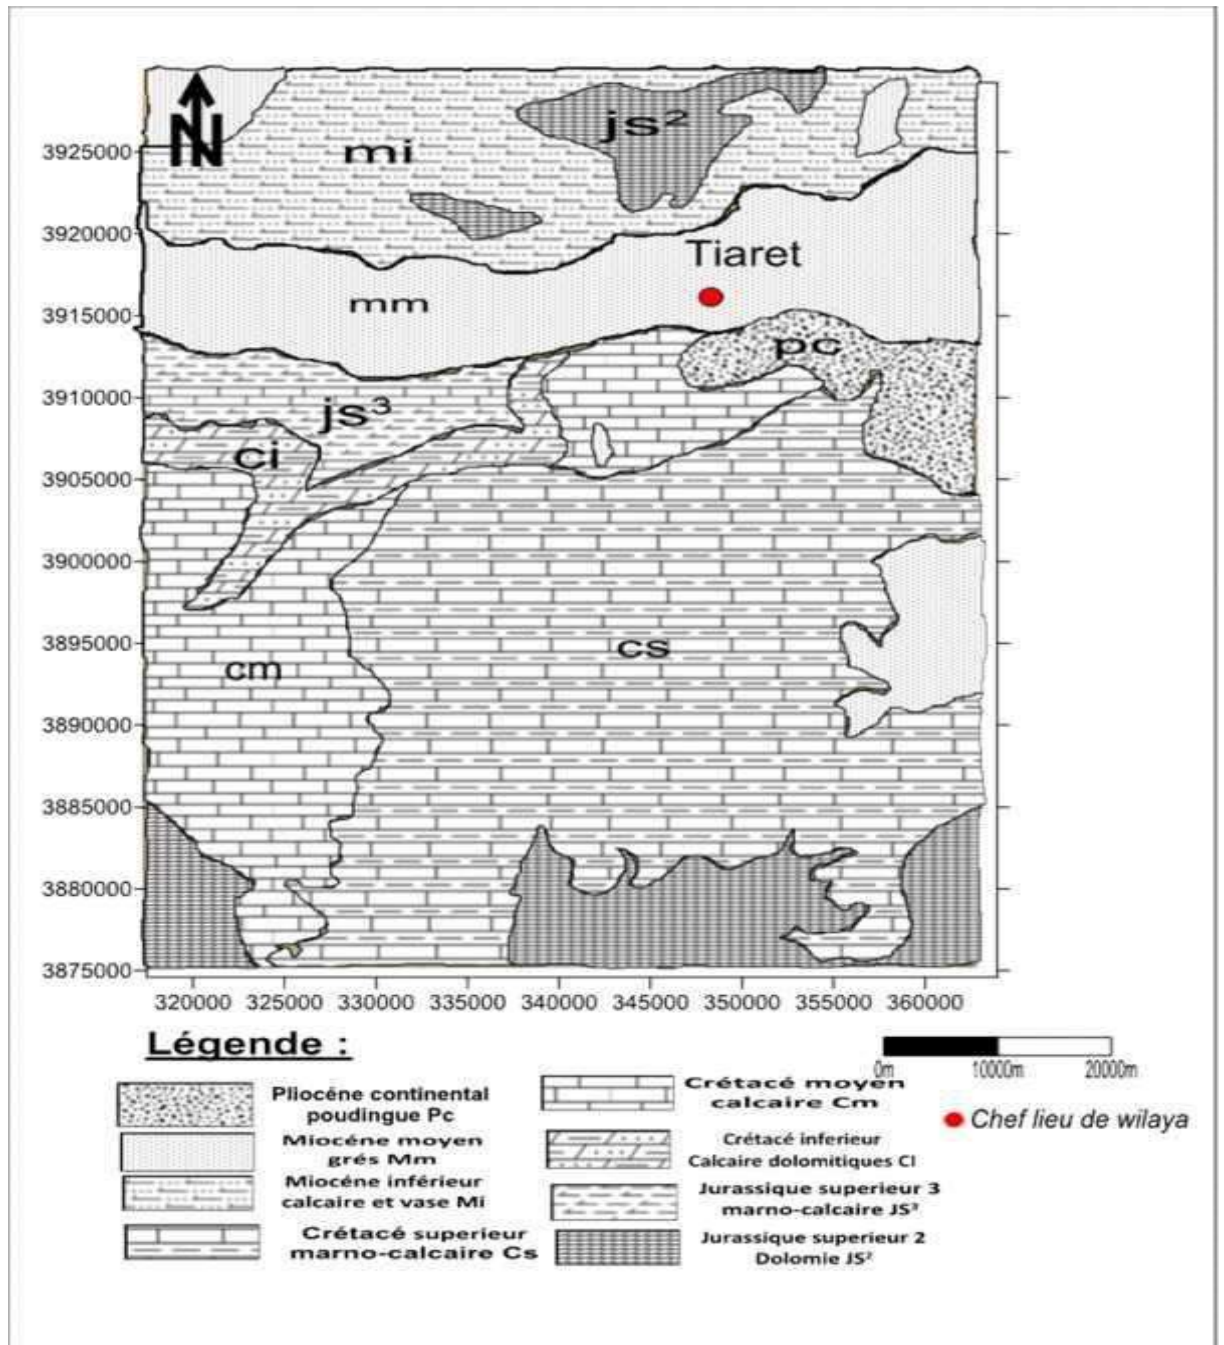 N
js²
mi
3925000
3920000
Tiaret
mm
3915000
pc
3910000
js³
ci
3905000
3900000
cs
3895000
cm
3890000
3885000
3880000
3875000
320000 325000 330000 335000 340000 345000 350000 355000 360000
Légende :
0m 10000m 20000m
Pliocéne continental
poudingue Pc
Miocéne moyen
grés Mm
Miocéne inférieur
calcaire et vase Mi
Crétacé superieur
marno-calcaire Cs
Crétacé moyen
calcaire Cm
Crétacé inferieur
Calcaire dolomitiques CI
Jurassique superieur 3
marno-calcaire JS³
Jurassique superieur 2
Dolomie JS²
Chef lieu de wilaya